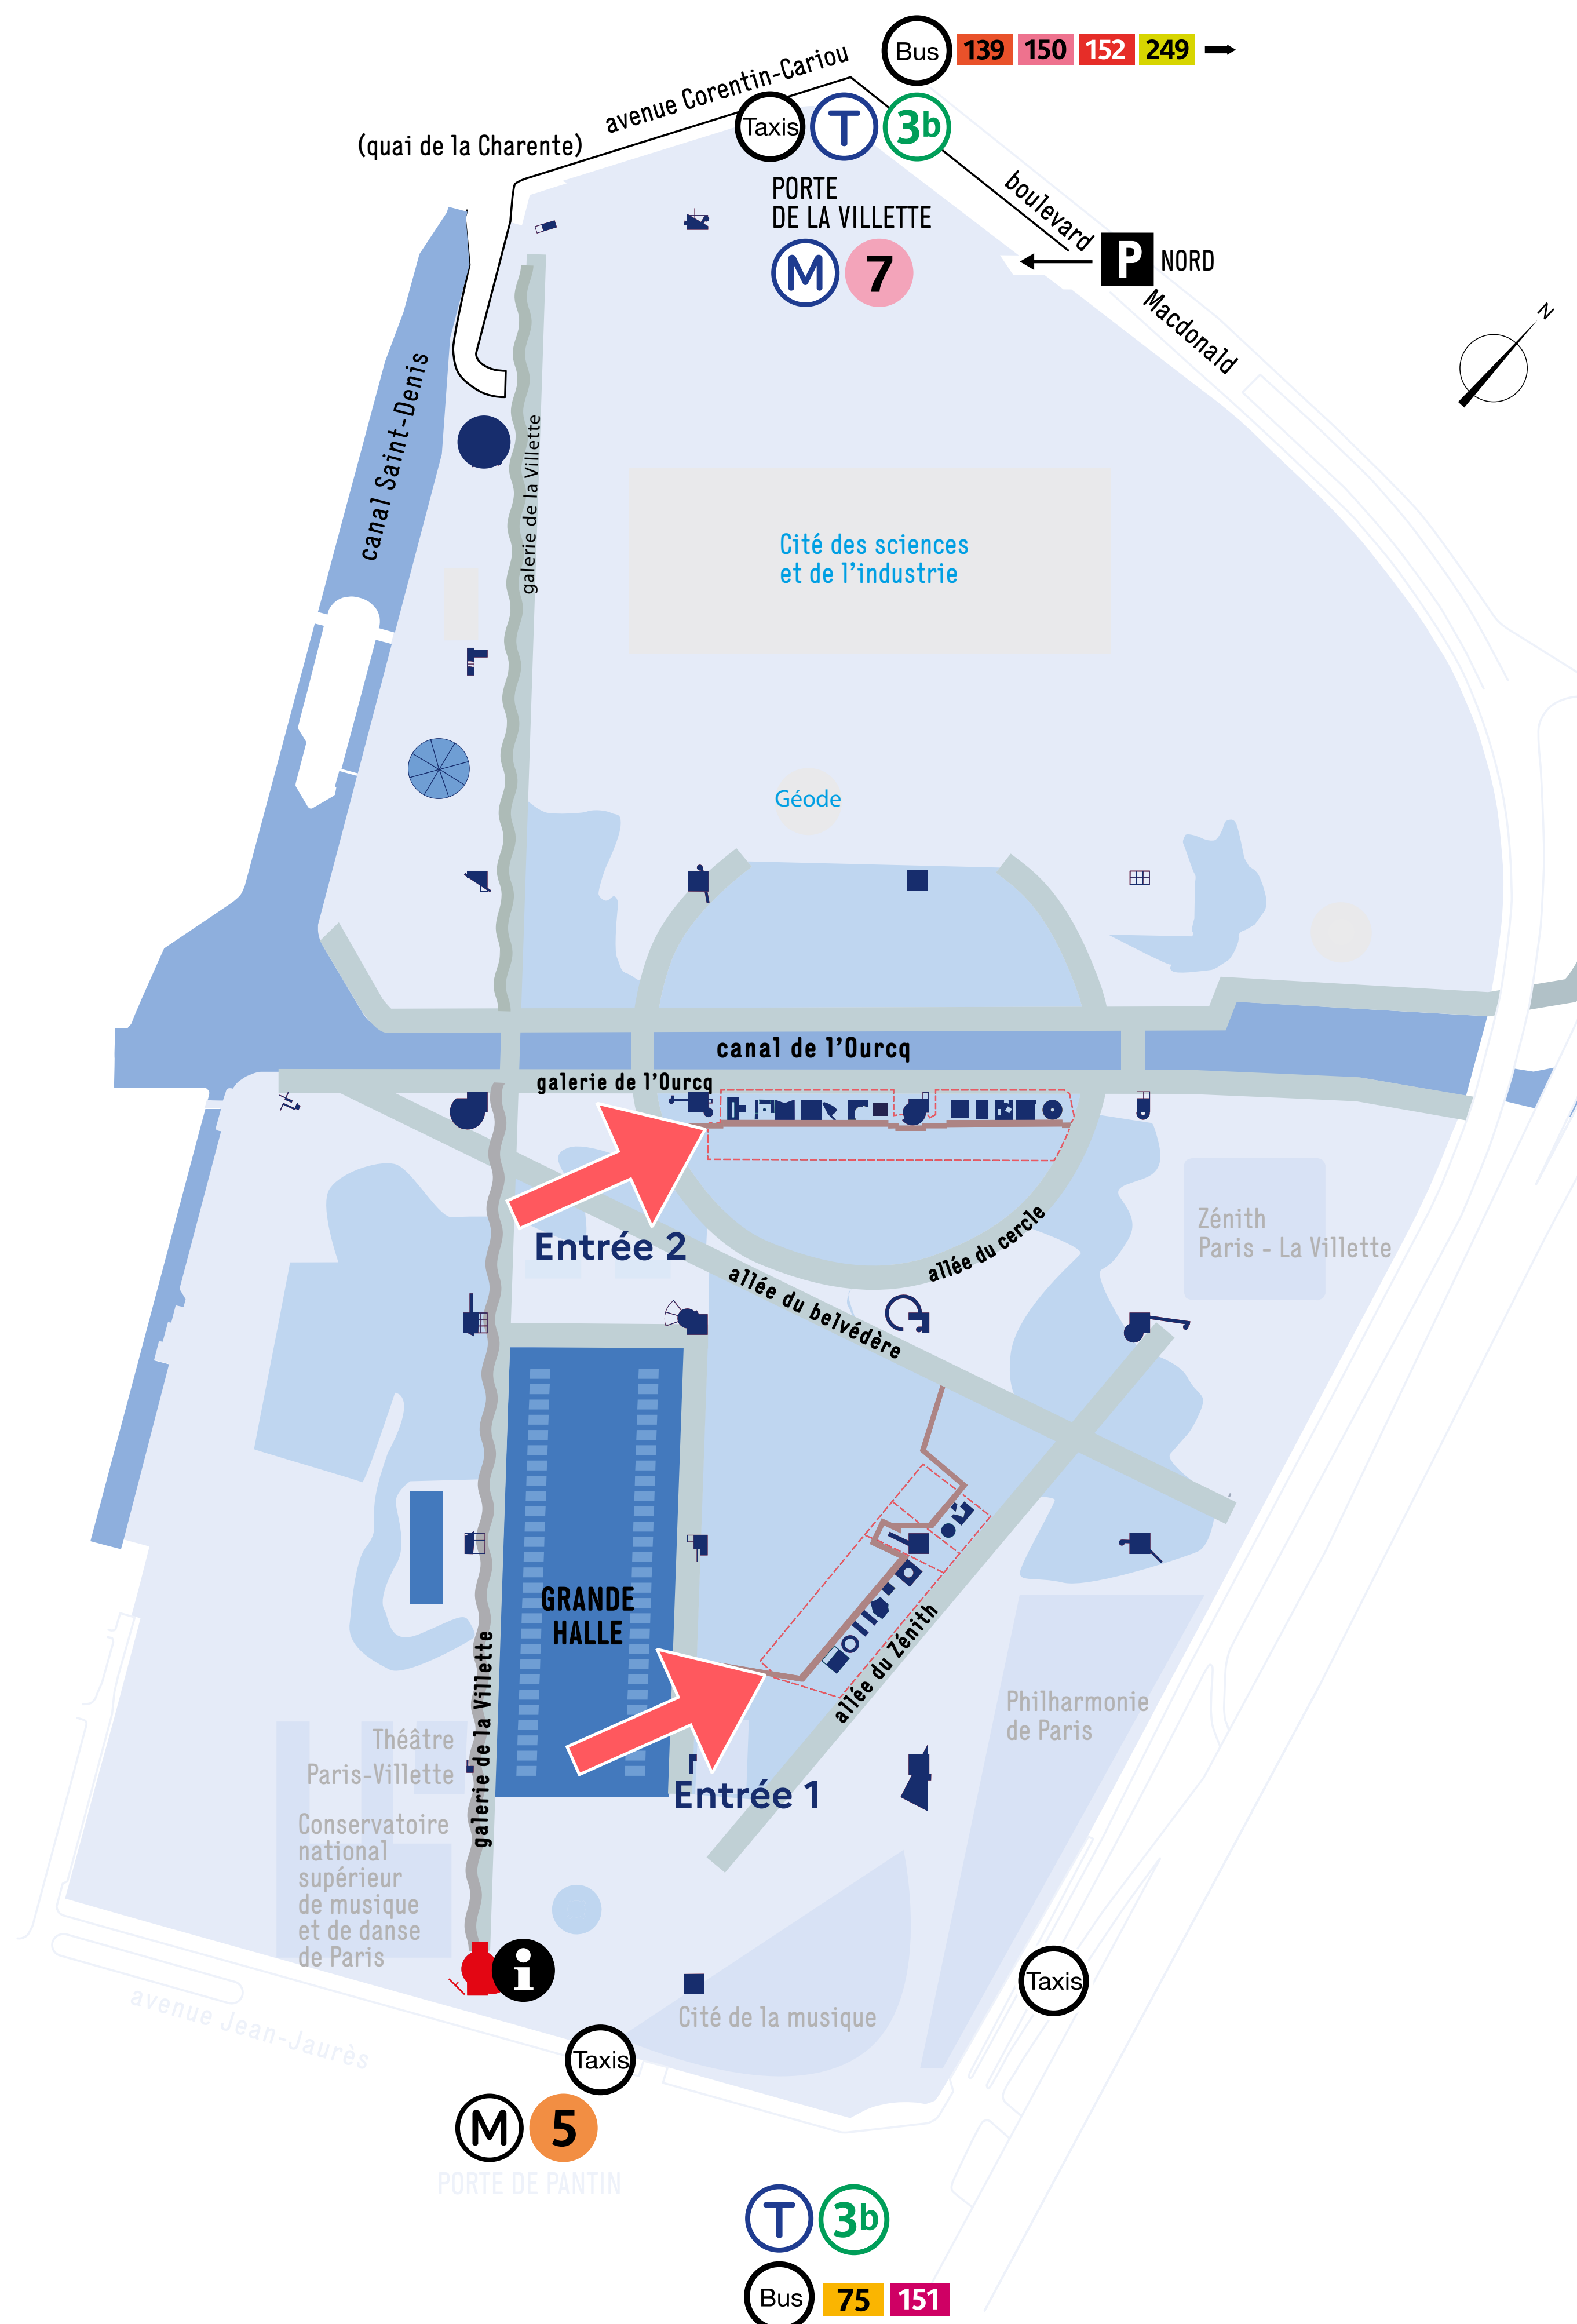 Bus 139 150 152 249
avenue Corentin-Cariou
(quai de la Charente)
Taxis T 3b
PORTE
DE LA VILLETTE
M 7
boulevard
Macdonald
P NORD
N
canal Saint-Denis
galerie de la Villette
Cité des sciences
et de l'industrie
Géode
canal de l'Ourcq
galerie de l'Ourcq
Entrée 2
allée du cercle
allée du belvédère
Zénith
Paris - La Villette
GRANDE
HALLE
allée du Zénith
Entrée 1
galerie de la Villette
Philharmonie
de Paris
Théâtre
Paris-Villette
Conservatoire
national
supérieur
de musique
et de danse
de Paris
i
Cité de la musique
avenue Jean-Jaurès
Taxis
Taxis
M 5
PORTE DE PANTIN
T 3b
Bus 75 151